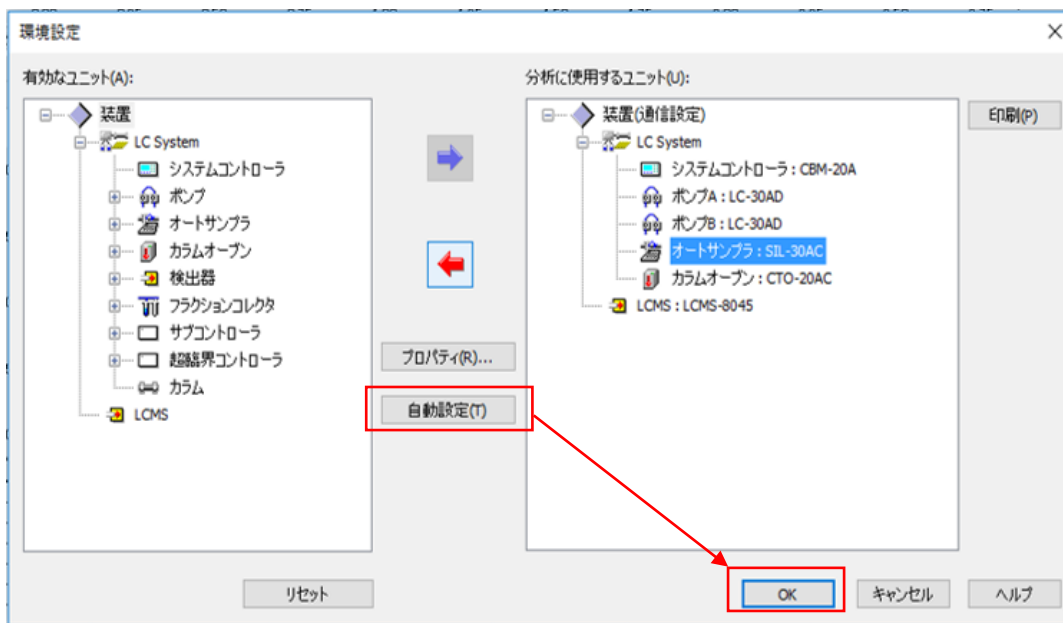 環境設定
有効なユニット(A):
装置
LC System
システムコントローラ
ポンプ
オートサンプラ
カラムオーブン
検出器
フラクションコレクタ
サブコントローラ
超臨界コントローラ
カラム
LCMS
プロパティ(R)...
自動設定(T)
分析に使用するユニット(U):
装置(通信設定)
LC System
システムコントローラ : CBM-20A
ポンプA : LC-30AD
ポンプB : LC-30AD
オートサンプラ : SIL-30AC
カラムオーブン : CTO-20AC
LCMS : LCMS-8045
印刷(P)
リセット
OK
キャンセル
ヘルプ